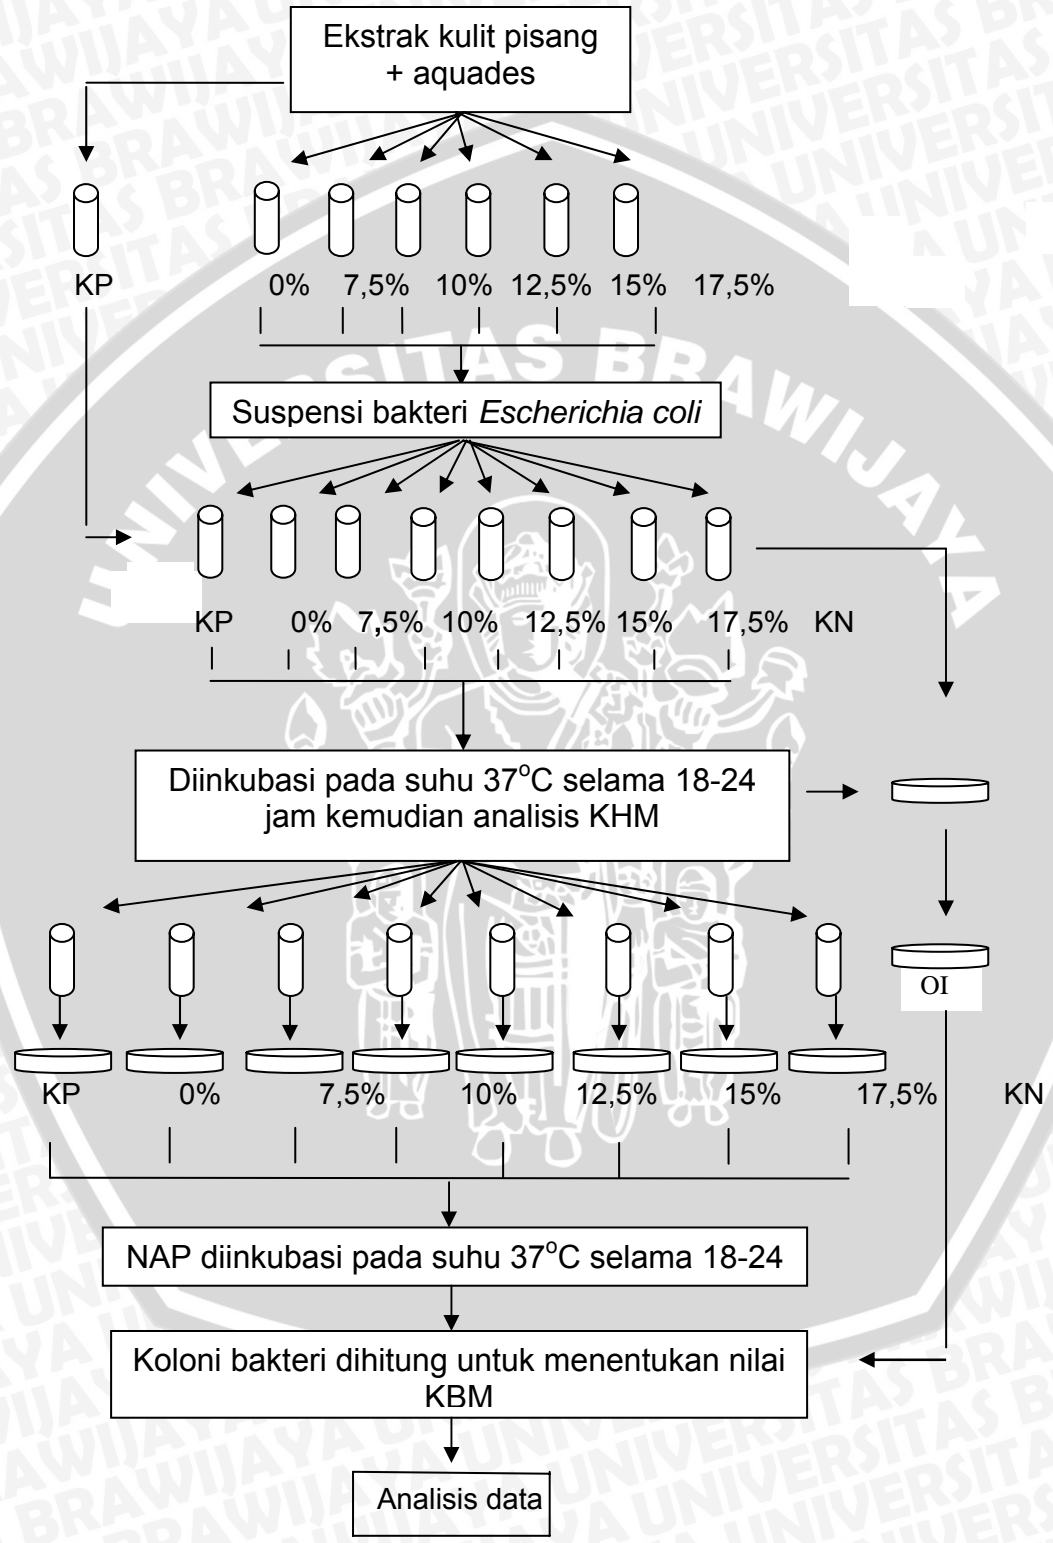 Ekstrak kulit pisang
+ aquades
KP
0% 7,5% 10% 12,5% 15% 17,5%
UNIVERSITAS BRAWIJAYA
Suspensi bakteri Escherichia coli
KP 0% 7,5% 10% 12,5% 15% 17,5% KN
Diinkubasi pada suhu 37°C selama 18-24
jam kemudian analisis KHM
OI
KP 0% 7,5% 10% 12,5% 15% 17,5% KN
NAP diinkubasi pada suhu 37°C selama 18-24
Koloni bakteri dihitung untuk menentukan nilai
KBM
Analisis data